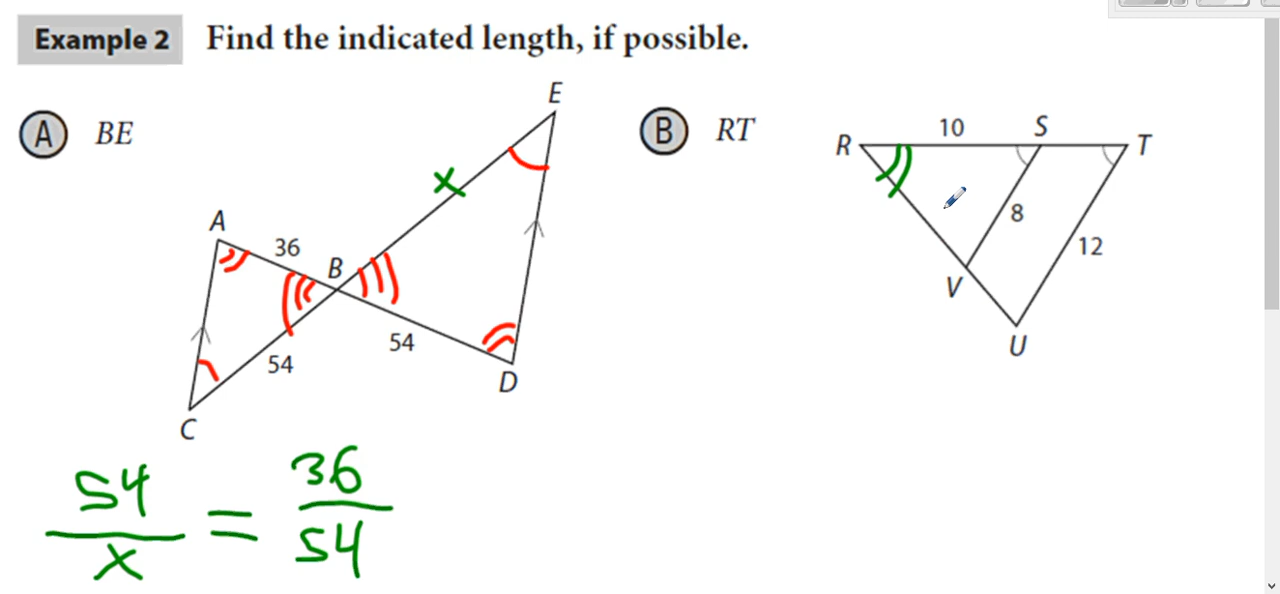 Example 2 Find the indicated length, if possible.
A BE
B RT
E
x
A
36
B
54
54
D
C
R
10
S
T
8
12
V
U
54/x = 36/54